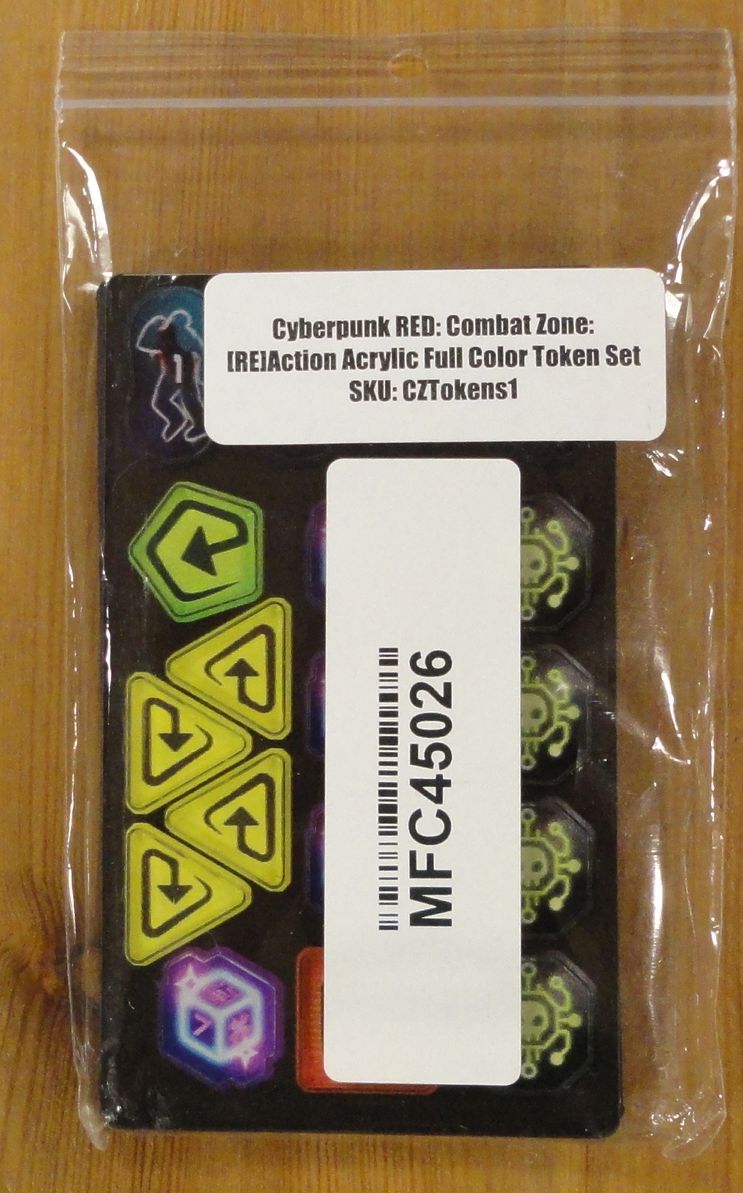 Cyberpunk RED: Combat Zone:
[RE]Action Acrylic Full Color Token Set
SKU: CZTokens1
MFC45026